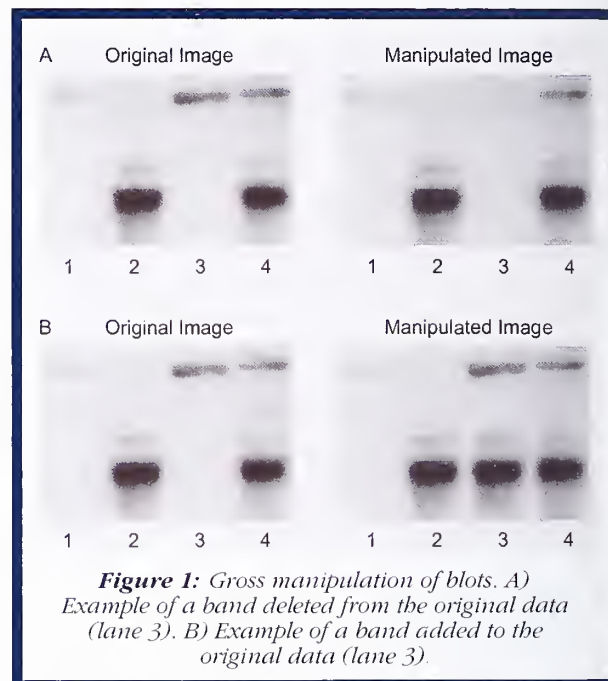 A Original Image Manipulated Image
1 2 3 4 1 2 3 4
B Original Image Manipulated Image
1 2 3 4 1 2 3 4
Figure 1: Gross manipulation of blots. A)
Example of a band deleted from the original data
(lane 3). B) Example of a band added to the
original data (lane 3).